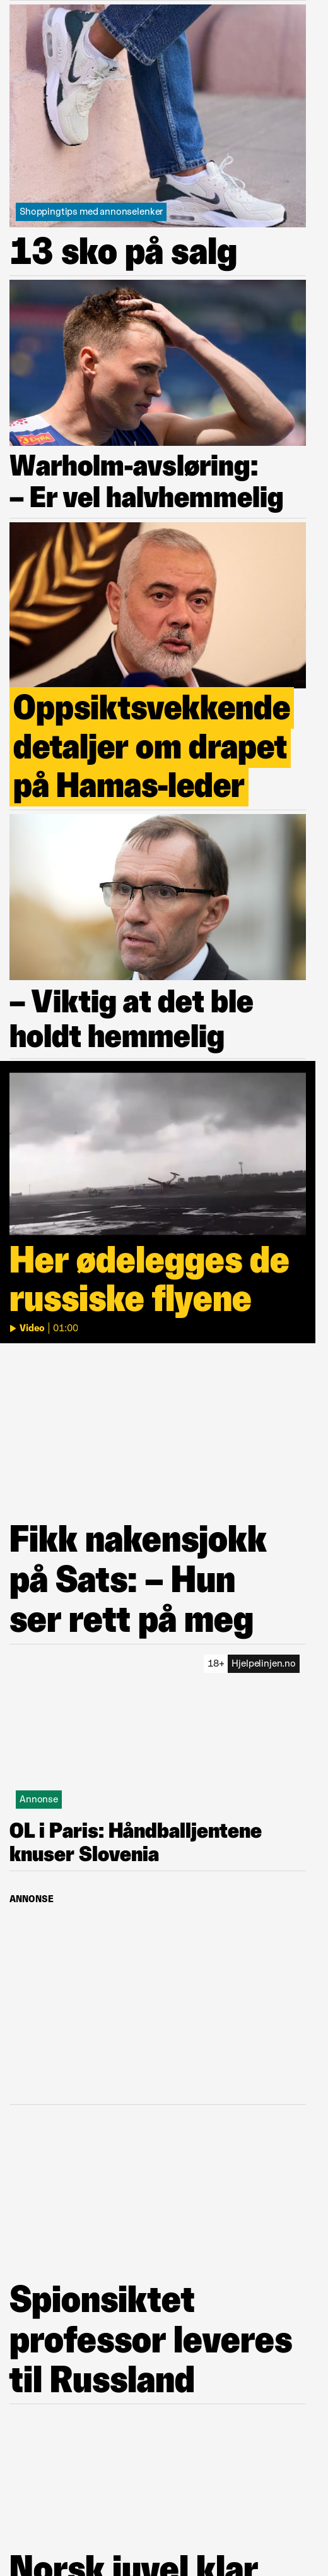 Shoppingtips med annonselenker
13 sko på salg
Warholm-avsløring:
– Er vel halvhemmelig
Oppsiktsvekkende
detaljer om drapet
på Hamas-leder
– Viktig at det ble
holdt hemmelig
Her ødelegges de
russiske flyene
Video | 01:00
Fikk nakensjokk
på Sats: – Hun
ser rett på meg
18+ Hjelpelinjen.no
Annonse
OL i Paris: Håndballjentene
knuser Slovenia
ANNONSE
Spionsiktet
professor leveres
til Russland
Norsk juvel klar